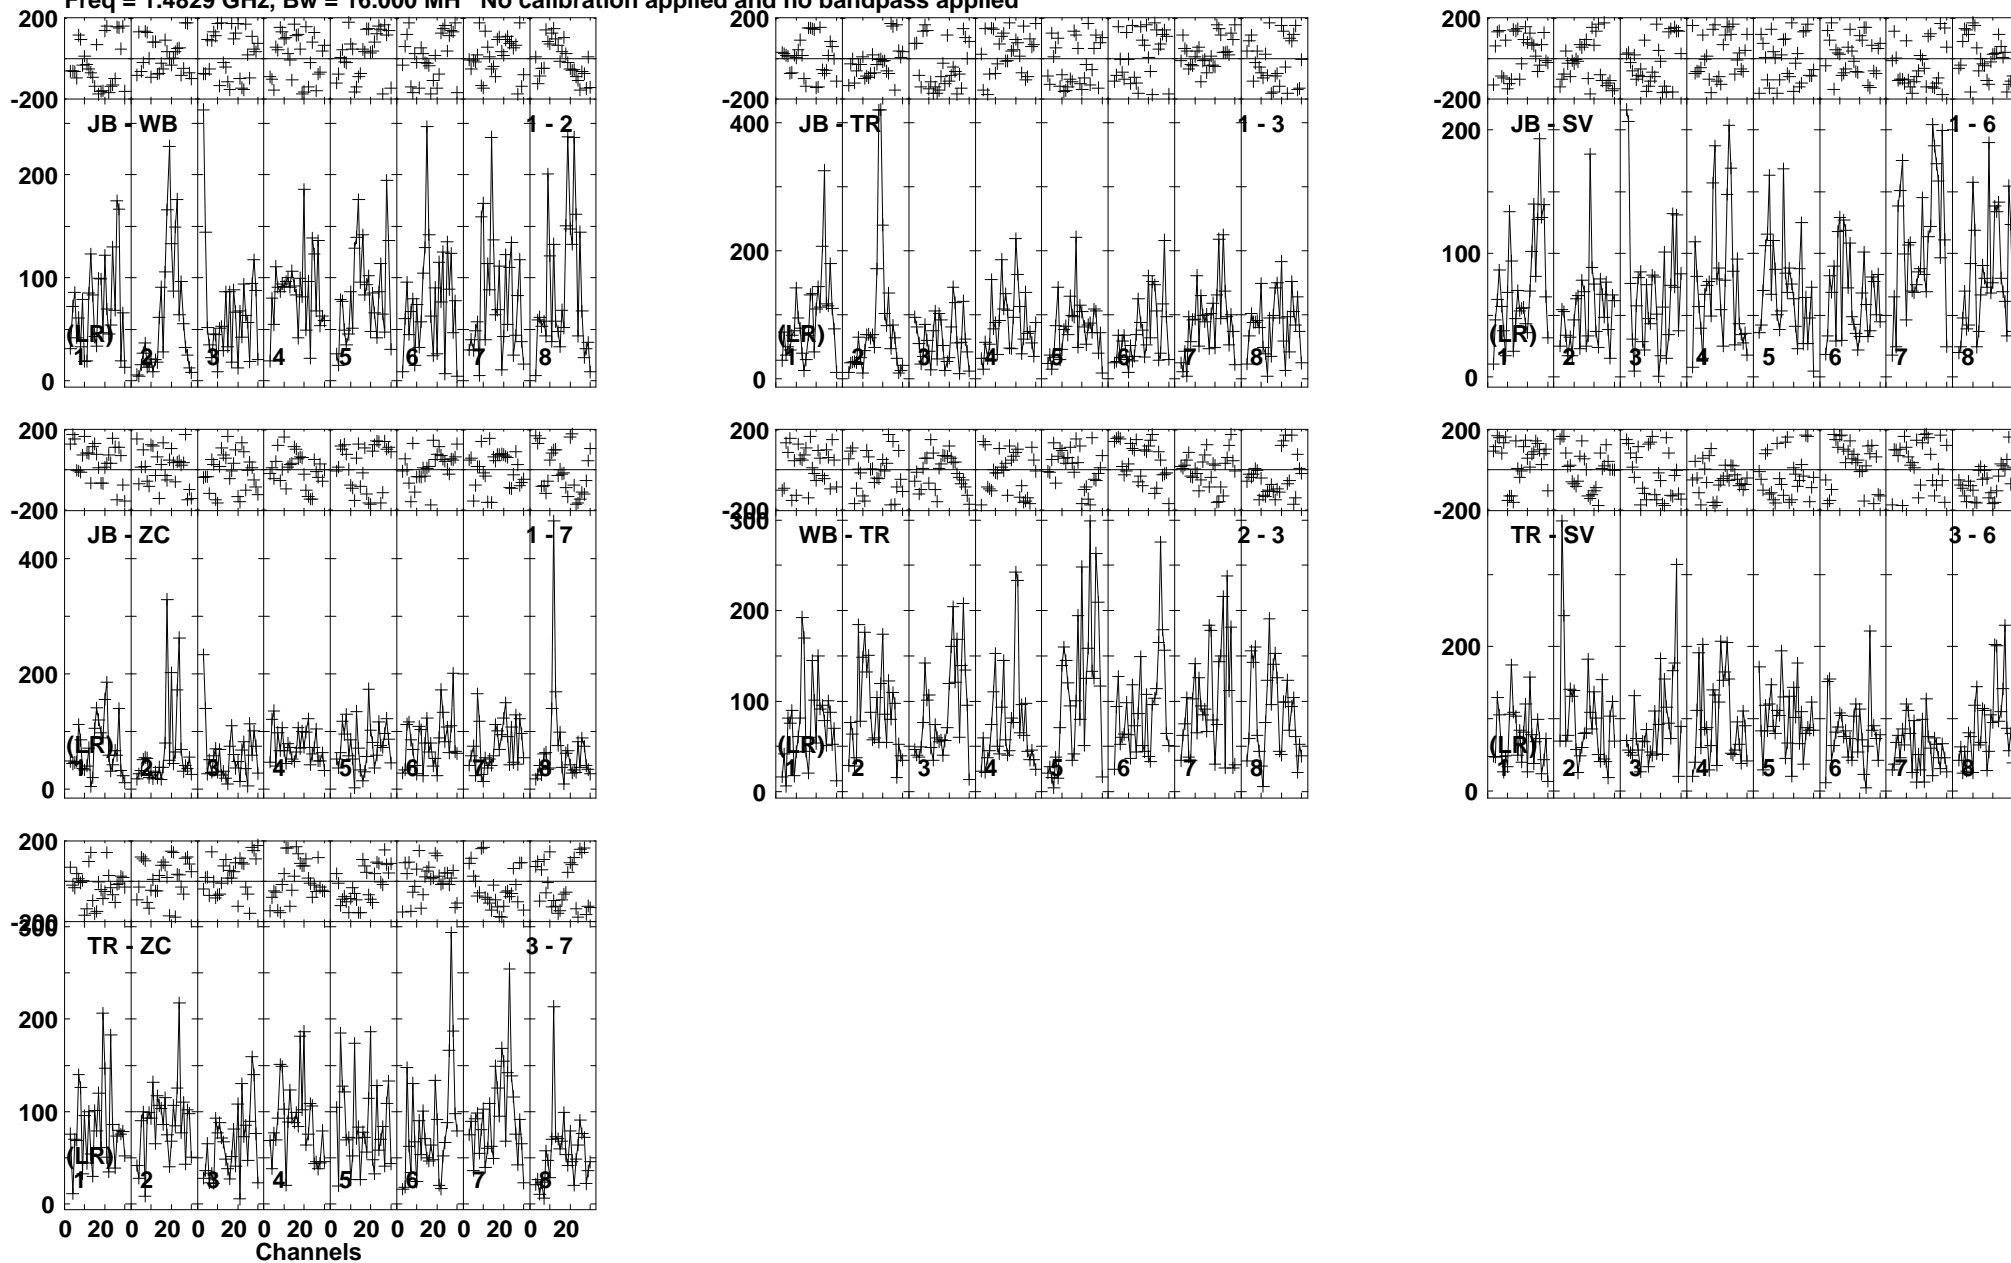 Freq = 1.4829 GHz, Bw = 16.000 MH No calibration applied and no bandpass applied
200
-200
JB - WB 1 - 2
200
100
0
(LR)
1 2 3 4 5 6 7 8
200
-200
JB - TR 1 - 3
400
200
0
(LR)
1 2 3 4 5 6 7 8
200
-200
JB - SV 1 - 6
200
100
0
(LR)
1 2 3 4 5 6 7 8
200
-200
JB - ZC 1 - 7
400
200
0
(LR)
1 2 3 4 5 6 7 8
200
-200
300
WB - TR 2 - 3
200
100
0
(LR)
1 2 3 4 5 6 7 8
200
-200
TR - SV 3 - 6
200
0
(LR)
1 2 3 4 5 6 7 8
200
-200
300
TR - ZC 3 - 7
200
100
0
(LR)
1 2 3 4 5 6 7 8
0 20 0 20 0 20 0 20 0 20 0 20 0 20 0 20
Channels